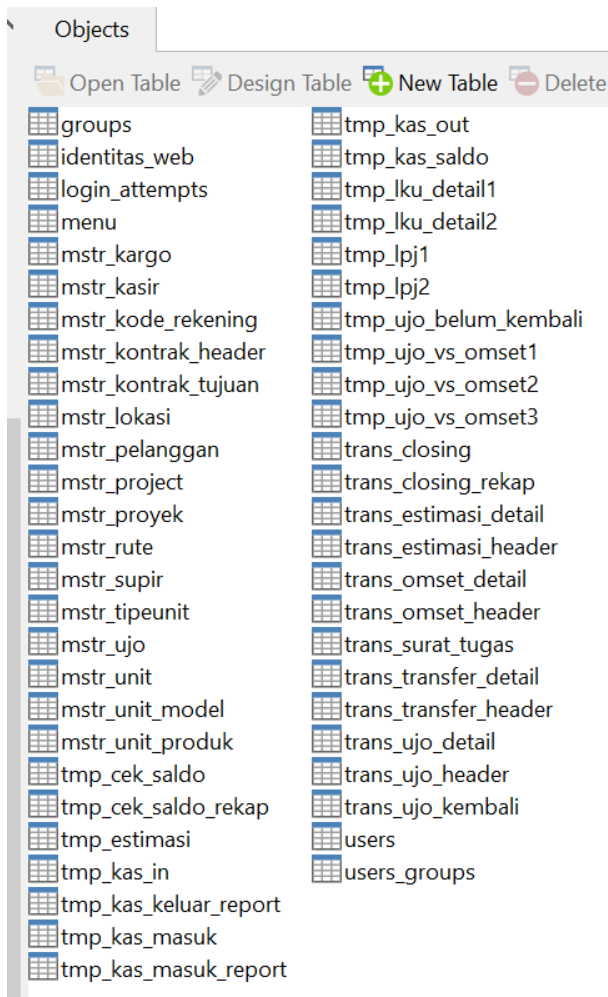 Objects
Open Table Design Table New Table Delete
groups
identitas_web
login_attempts
menu
mstr_kargo
mstr_kasir
mstr_kode_rekening
mstr_kontrak_header
mstr_kontrak_tujuan
mstr_lokasi
mstr_pelanggan
mstr_project
mstr_proyek
mstr_rute
mstr_supir
mstr_tipeunit
mstr_ujo
mstr_unit
mstr_unit_model
mstr_unit_produk
tmp_cek_saldo
tmp_cek_saldo_rekap
tmp_estimasi
tmp_kas_in
tmp_kas_keluar_report
tmp_kas_masuk
tmp_kas_masuk_report
tmp_kas_out
tmp_kas_saldo
tmp_lku_detail1
tmp_lku_detail2
tmp_lpj1
tmp_lpj2
tmp_ujo_belum_kembali
tmp_ujo_vs_omset1
tmp_ujo_vs_omset2
tmp_ujo_vs_omset3
trans_closing
trans_closing_rekap
trans_estimasi_detail
trans_estimasi_header
trans_omset_detail
trans_omset_header
trans_surat_tugas
trans_transfer_detail
trans_transfer_header
trans_ujo_detail
trans_ujo_header
trans_ujo_kembali
users
users_groups